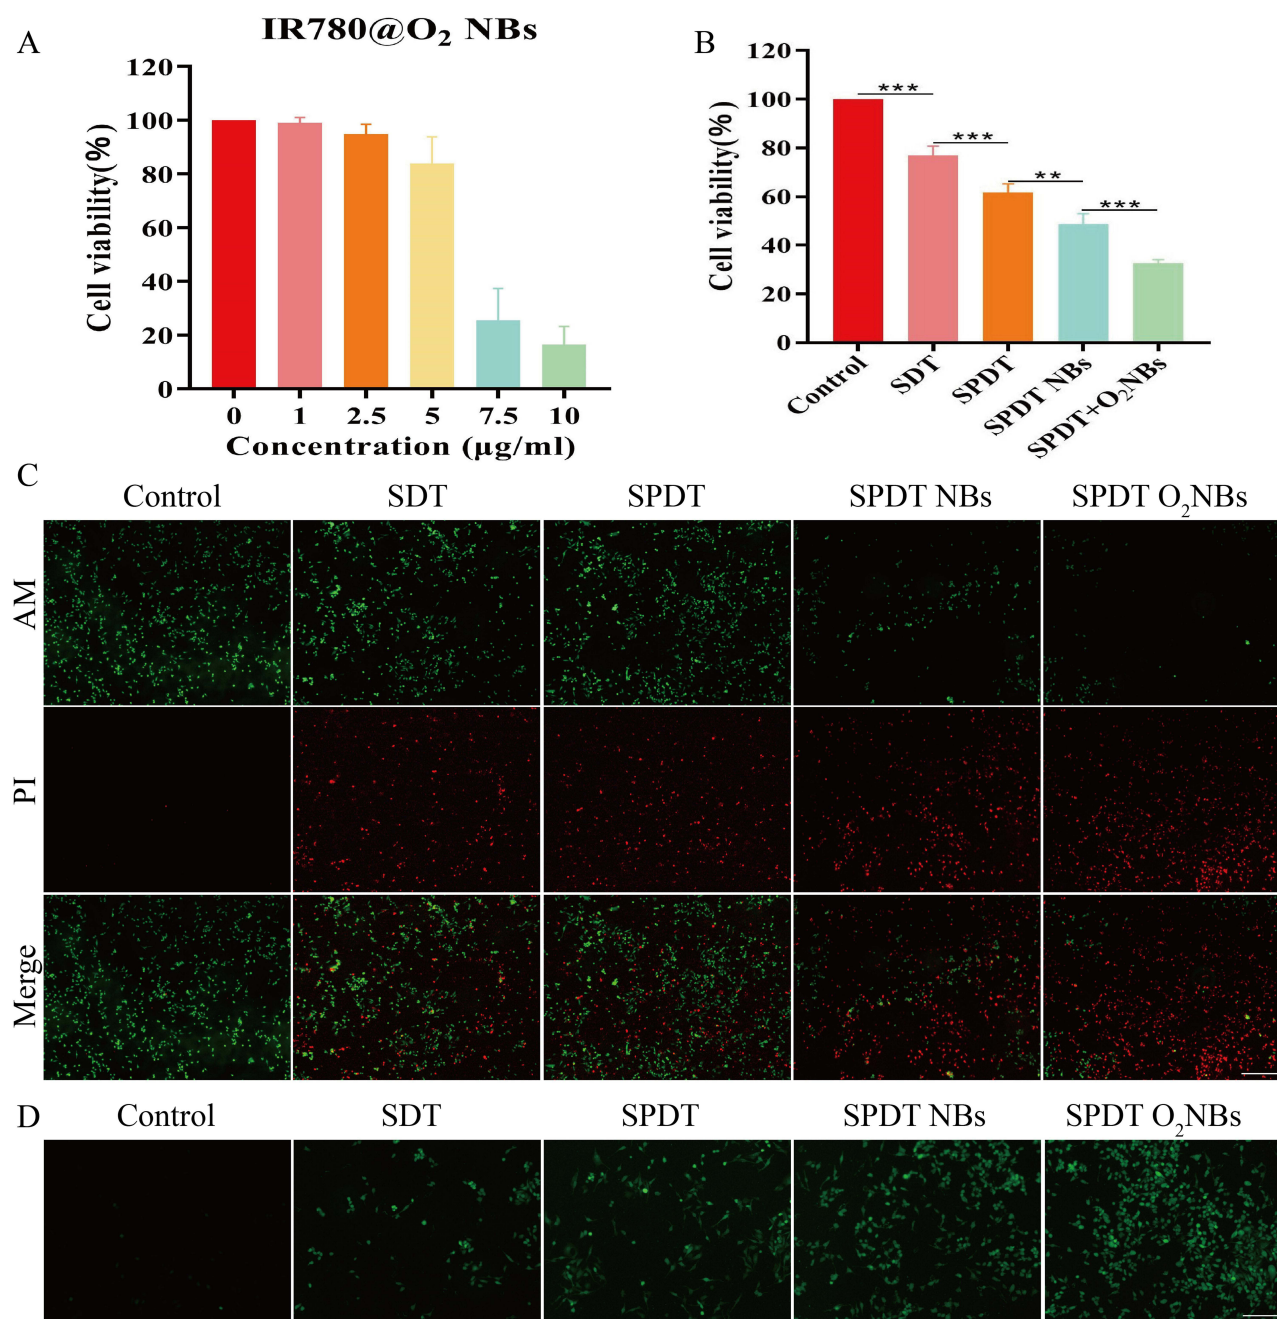 A
IR780@O₂ NBs
120
100
80
60
40
20
0
Cell viability(%)
0 1 2.5 5 7.5 10
Concentration (μg/ml)
B
120
100
80
60
40
20
0
Cell viability(%)
***
***
**
***
Control
SDT
SPDT
SPDT NBs
SPDT+O₂NBs
C
Control SDT SPDT SPDT NBs SPDT O₂NBs
AM
PI
Merge
D
Control SDT SPDT SPDT NBs SPDT O₂NBs